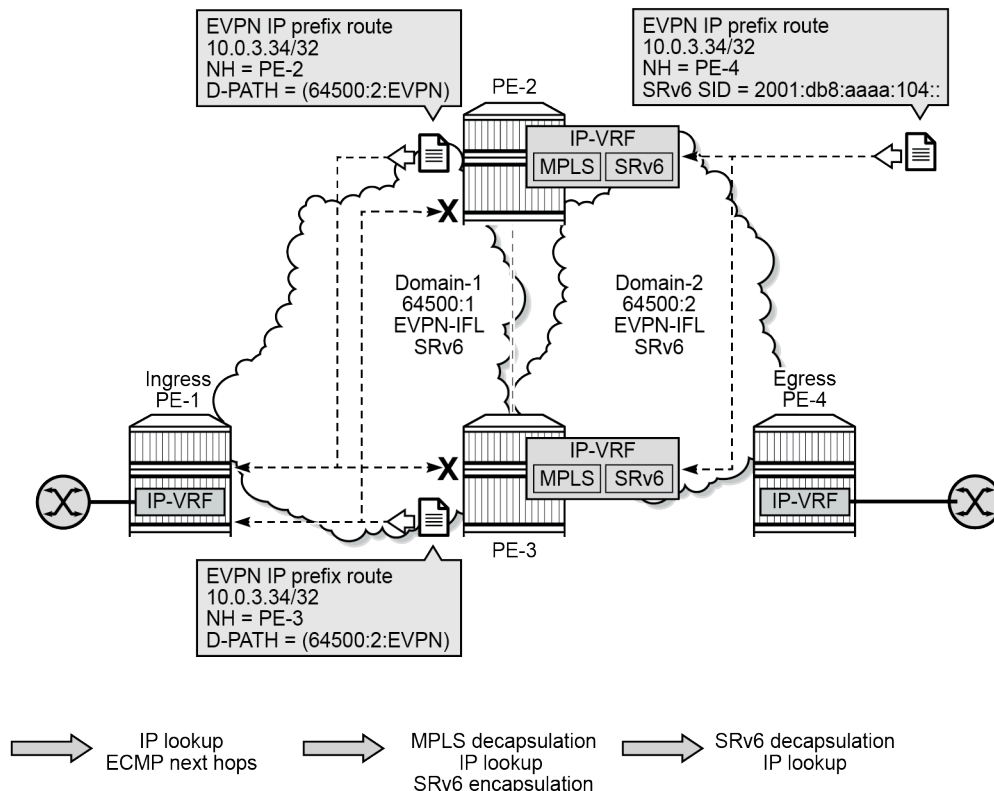 EVPN IP prefix route
10.0.3.34/32
NH = PE-2
D-PATH = (64500:2:EVPN)
EVPN IP prefix route
10.0.3.34/32
NH = PE-4
SRv6 SID = 2001:db8:aaaa:104::
PE-2
IP-VRF
MPLS
SRv6
X
Domain-1
64500:1
EVPN-IFL
SRv6
Domain-2
64500:2
EVPN-IFL
SRv6
Ingress
PE-1
IP-VRF
X
IP-VRF
MPLS
SRv6
PE-3
Egress
PE-4
IP-VRF
EVPN IP prefix route
10.0.3.34/32
NH = PE-3
D-PATH = (64500:2:EVPN)
IP lookup
ECMP next hops
MPLS decapsulation
IP lookup
SRv6 encapsulation
SRv6 decapsulation
IP lookup